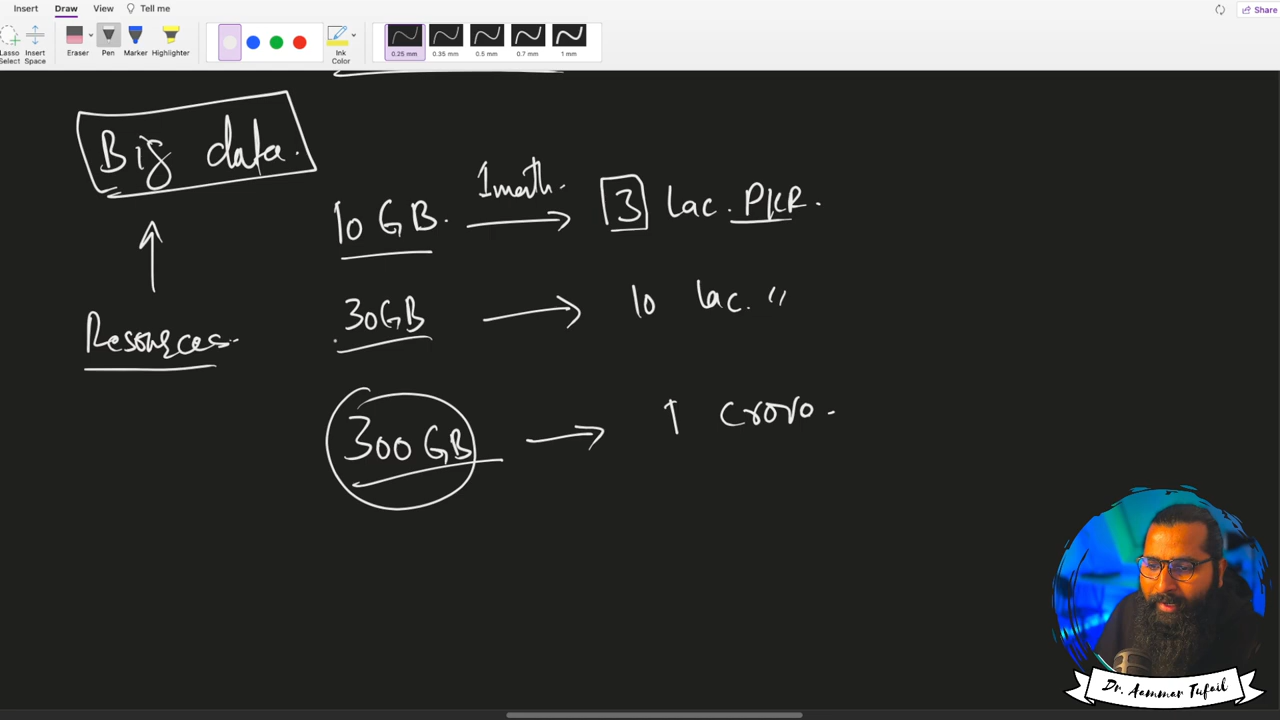 Insert Draw View Tell me
Share
Lasso Select
Insert Space
Eraser
Pen
Marker
Highlighter
Ink Color
0.25 mm
0.35 mm
0.5 mm
0.7 mm
1 mm
Big data.
10 GB. 1 month. 3 lac. PKR.
30GB 10 lac. "
Resources.
300 GB 1 crore.
Dr. Aammar Tufail